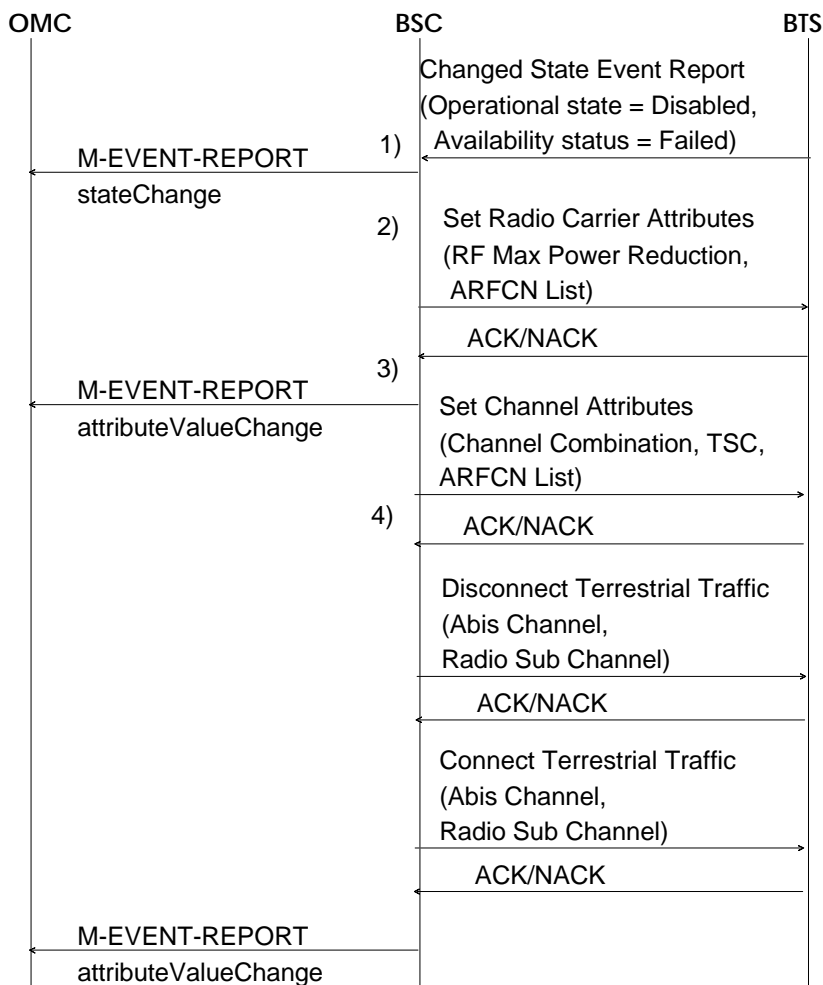 OMC BSC BTS
Changed State Event Report
(Operational state = Disabled,
Availability status = Failed)
1)
M-EVENT-REPORT
stateChange
2)
Set Radio Carrier Attributes
(RF Max Power Reduction,
ARFCN List)
ACK/NACK
3)
M-EVENT-REPORT
attributeValueChange
Set Channel Attributes
(Channel Combination, TSC,
ARFCN List)
4)
ACK/NACK
Disconnect Terrestrial Traffic
(Abis Channel,
Radio Sub Channel)
ACK/NACK
Connect Terrestrial Traffic
(Abis Channel,
Radio Sub Channel)
ACK/NACK
M-EVENT-REPORT
attributeValueChange